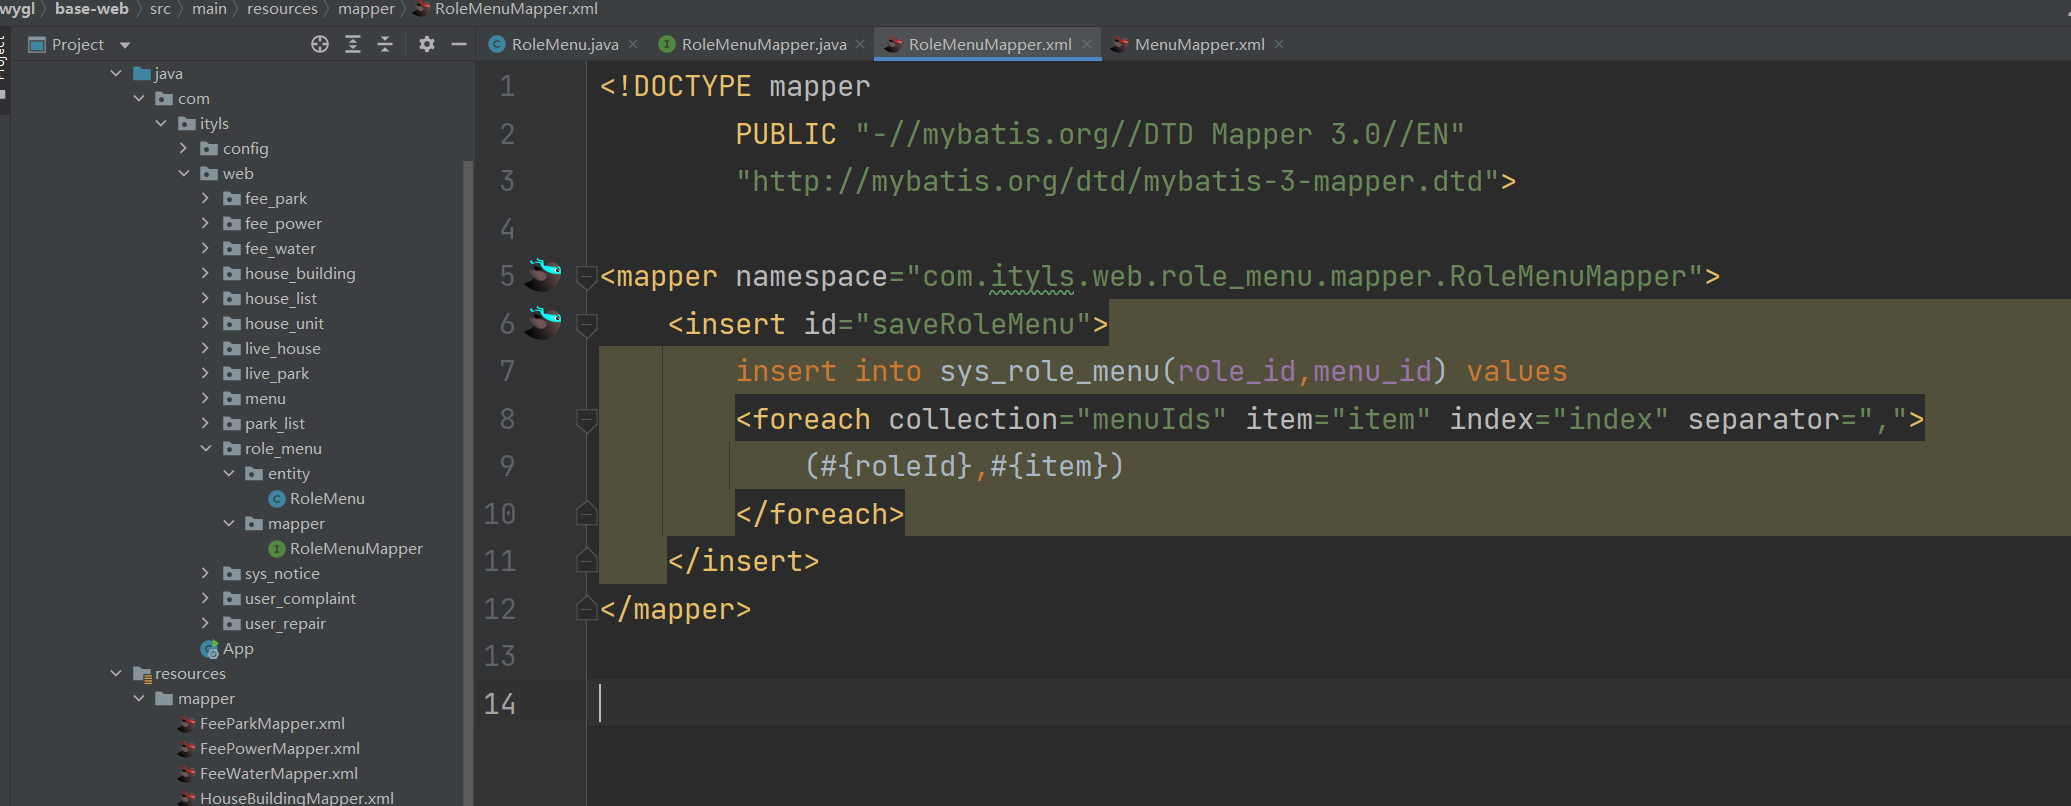 wygl base-web src main resources mapper RoleMenuMapper.xml
Project
Project
RoleMenu.java RoleMenuMapper.java RoleMenuMapper.xml MenuMapper.xml
java
com
ityls
config
web
fee_park
fee_power
fee_water
house_building
house_list
house_unit
live_house
live_park
menu
park_list
role_menu
entity
RoleMenu
mapper
RoleMenuMapper
sys_notice
user_complaint
user_repair
App
resources
mapper
FeeParkMapper.xml
FeePowerMapper.xml
FeeWaterMapper.xml
HouseBuildingMapper.xml
1 <!DOCTYPE mapper
2 PUBLIC "-//mybatis.org//DTD Mapper 3.0//EN"
3 "http://mybatis.org/dtd/mybatis-3-mapper.dtd">
4
5 <mapper namespace="com.ityls.web.role_menu.mapper.RoleMenuMapper">
6 <insert id="saveRoleMenu">
7 insert into sys_role_menu(role_id,menu_id) values
8 <foreach collection="menuIds" item="item" index="index" separator=",">
9 (#{roleId},#{item})
10 </foreach>
11 </insert>
12 </mapper>
13
14